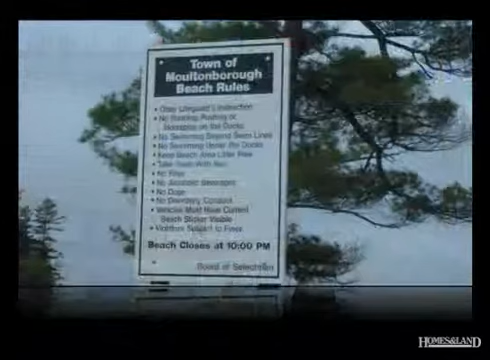 Town of
Moultonborough
Beach Rules
• Obey Lifeguard's Instruction
• No Running, Pushing or
on the Docks
• No Swimming Beyond Swim Lines
• No Swimming Under the Docks
• Keep Beach Area Litter Free
• Take Trash With You
• No Fires
• No Alcoholic Beverages
• No Dogs
• No Disorderly Conduct
• Vehicles Must Have Current
Beach Sticker Visible
• Violators Subject to Fines
Beach Closes at 10:00 PM
Board of Selectmen
HOMES&LAND